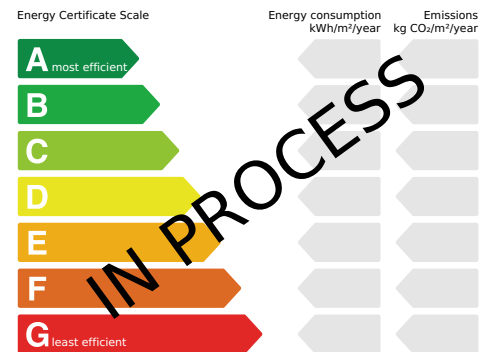 Energy Certificate Scale
Energy consumption
kWh/m²/year
Emissions
kg CO₂/m²/year
A most efficient
B
C
D
E
F
G least efficient
IN PROCESS